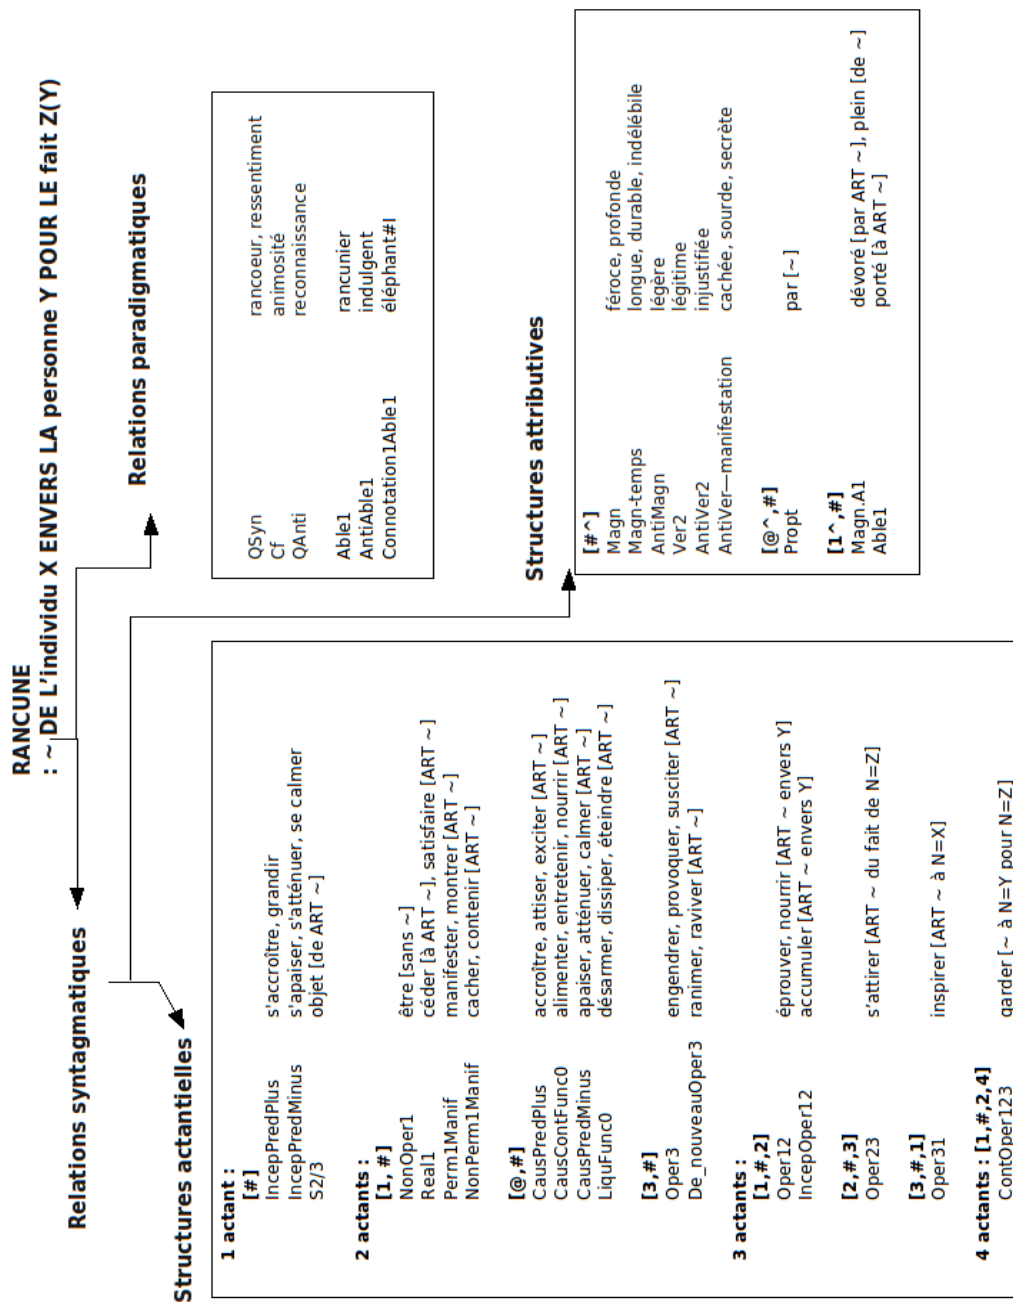 RANCUNE
: ~ DE L'individu X ENVERS LA personne Y POUR LE fait Z(Y)
Relations syntagmatiques
Relations paradigmatiques
QSyn rancoeur, ressentiment
Cf animosité
QAnti reconnaissance
Able1 rancunier
AntiAble1 indulgent
Connotation1Able1 éléphant#I
Structures actantielles
1 actant :
[#]
IncepPredPlus s'accroître, grandir
IncepPredMinus s'apaiser, s'atténuer, se calmer
S2/3 objet [de ART ~]
2 actants :
[1, #]
NonOper1 être [sans ~]
Real1 céder [à ART ~], satisfaire [ART ~]
Perm1Manif manifester, montrer [ART ~]
NonPerm1Manif cacher, contenir [ART ~]
[@,#]
CausPredPlus accroître, attiser, exciter [ART ~]
CausContFunc0 alimenter, entretenir, nourrir [ART ~]
CausPredMinus apaiser, atténuer, calmer [ART ~]
LiquFunc0 désarmer, dissiper, éteindre [ART ~]
[3,#]
Oper3 engendrer, provoquer, susciter [ART ~]
De_nouveauOper3 ranimer, raviver [ART ~]
3 actants :
[1,#,2]
Oper12 éprouver, nourrir [ART ~ envers Y]
IncepOper12 accumuler [ART ~ envers Y]
[2,#,3]
Oper23 s'attirer [ART ~ du fait de N=Z]
[3,#,1]
Oper31 inspirer [ART ~ à N=X]
4 actants : [1,#,2,4]
ContOper123 garder [~ à N=Y pour N=Z]
Structures attributives
[#^]
Magn féroce, profonde
Magn-temps longue, durable, indélébile
AntiMagn légère
Ver2 légitime
AntiVer2 injustifiée
AntiVer—manifestation cachée, sourde, secrète
[@^,#]
Propt par [~]
[1^,#]
Magn.A1 dévoré [par ART ~], plein [de ~]
Able1 porté [à ART ~]